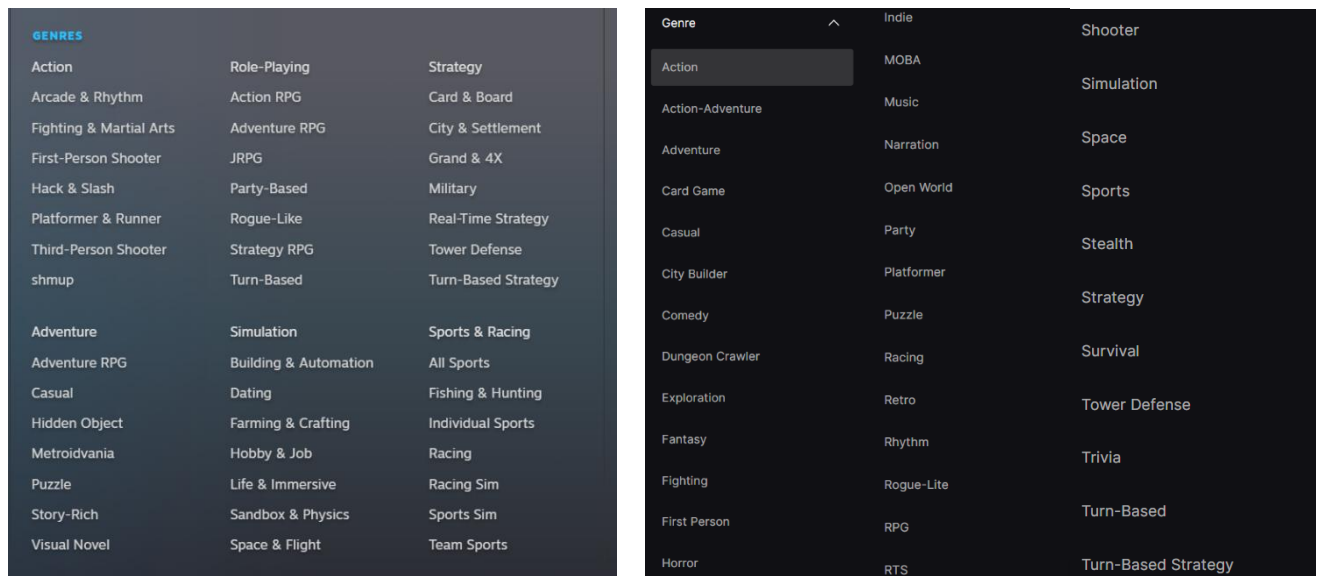 GENRES
Action
Arcade & Rhythm
Fighting & Martial Arts
First-Person Shooter
Hack & Slash
Platformer & Runner
Third-Person Shooter
shmup
Role-Playing
Action RPG
Adventure RPG
JRPG
Party-Based
Rogue-Like
Strategy RPG
Turn-Based
Strategy
Card & Board
City & Settlement
Grand & 4X
Military
Real-Time Strategy
Tower Defense
Turn-Based Strategy
Adventure
Adventure RPG
Casual
Hidden Object
Metroidvania
Puzzle
Story-Rich
Visual Novel
Simulation
Building & Automation
Dating
Farming & Crafting
Hobby & Job
Life & Immersive
Sandbox & Physics
Space & Flight
Sports & Racing
All Sports
Fishing & Hunting
Individual Sports
Racing
Racing Sim
Sports Sim
Team Sports
Genre
Action
Action-Adventure
Adventure
Card Game
Casual
City Builder
Comedy
Dungeon Crawler
Exploration
Fantasy
Fighting
First Person
Horror
Indie
MOBA
Music
Narration
Open World
Party
Platformer
Puzzle
Racing
Retro
Rhythm
Rogue-Lite
RPG
RTS
Shooter
Simulation
Space
Sports
Stealth
Strategy
Survival
Tower Defense
Trivia
Turn-Based
Turn-Based Strategy